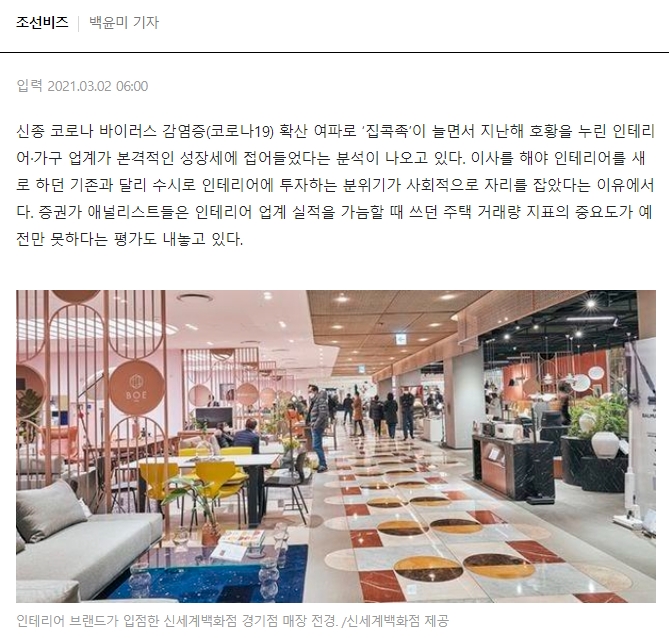 조선비즈 백윤미 기자
입력 2021.03.02 06:00
신종 코로나 바이러스 감염증(코로나19) 확산 여파로 '집콕족'이 늘면서 지난해 호황을 누린 인테리
어·가구 업계가 본격적인 성장세에 접어들었다는 분석이 나오고 있다. 이사를 해야 인테리어를 새
로 하던 기존과 달리 수시로 인테리어에 투자하는 분위기가 사회적으로 자리를 잡았다는 이유에서
다. 증권가 애널리스트들은 인테리어 업계 실적을 가늠할 때 쓰던 주택 거래량 지표의 중요도가 예
전만 못하다는 평가도 내놓고 있다.
BOE
인테리어 브랜드가 입점한 신세계백화점 경기점 매장 전경. /신세계백화점 제공